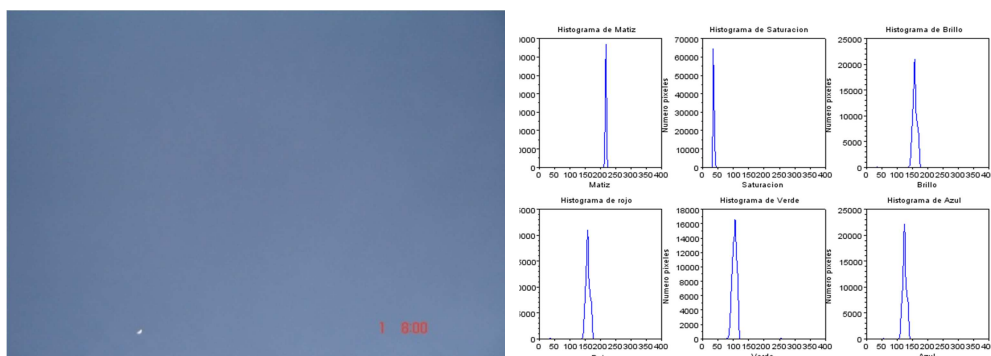 1 8:00
Histograma de Matiz
Histograma de Saturacion
Histograma de Brillo
70000
60000
50000
40000
30000
20000
10000
0
25000
20000
15000
10000
5000
0
Numero pixeles
Numero pixeles
0 50 100 150 200 250 300 350 400
0 50 100 150 200 250 300 350 400
0 50 100 150 200 250 300 350 40
Matiz
Saturacion
Brillo
Histograma de rojo
Histograma de Verde
Histograma de Azul
18000
16000
14000
12000
10000
8000
6000
4000
2000
0
25000
20000
15000
10000
5000
0
Numero pixeles
Numero pixeles
0 50 100 150 200 250 300 350 400
0 50 100 150 200 250 300 350 400
0 50 100 150 200 250 300 350 40
Verde
Azul